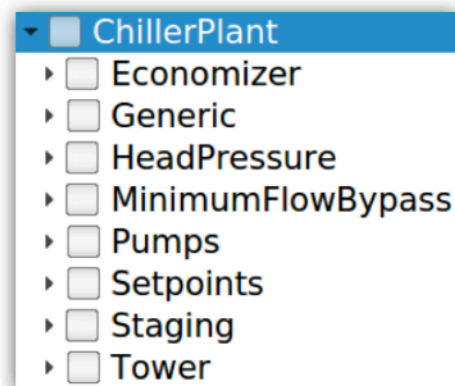 ChillerPlant
Economizer
Generic
HeadPressure
MinimumFlowBypass
Pumps
Setpoints
Staging
Tower